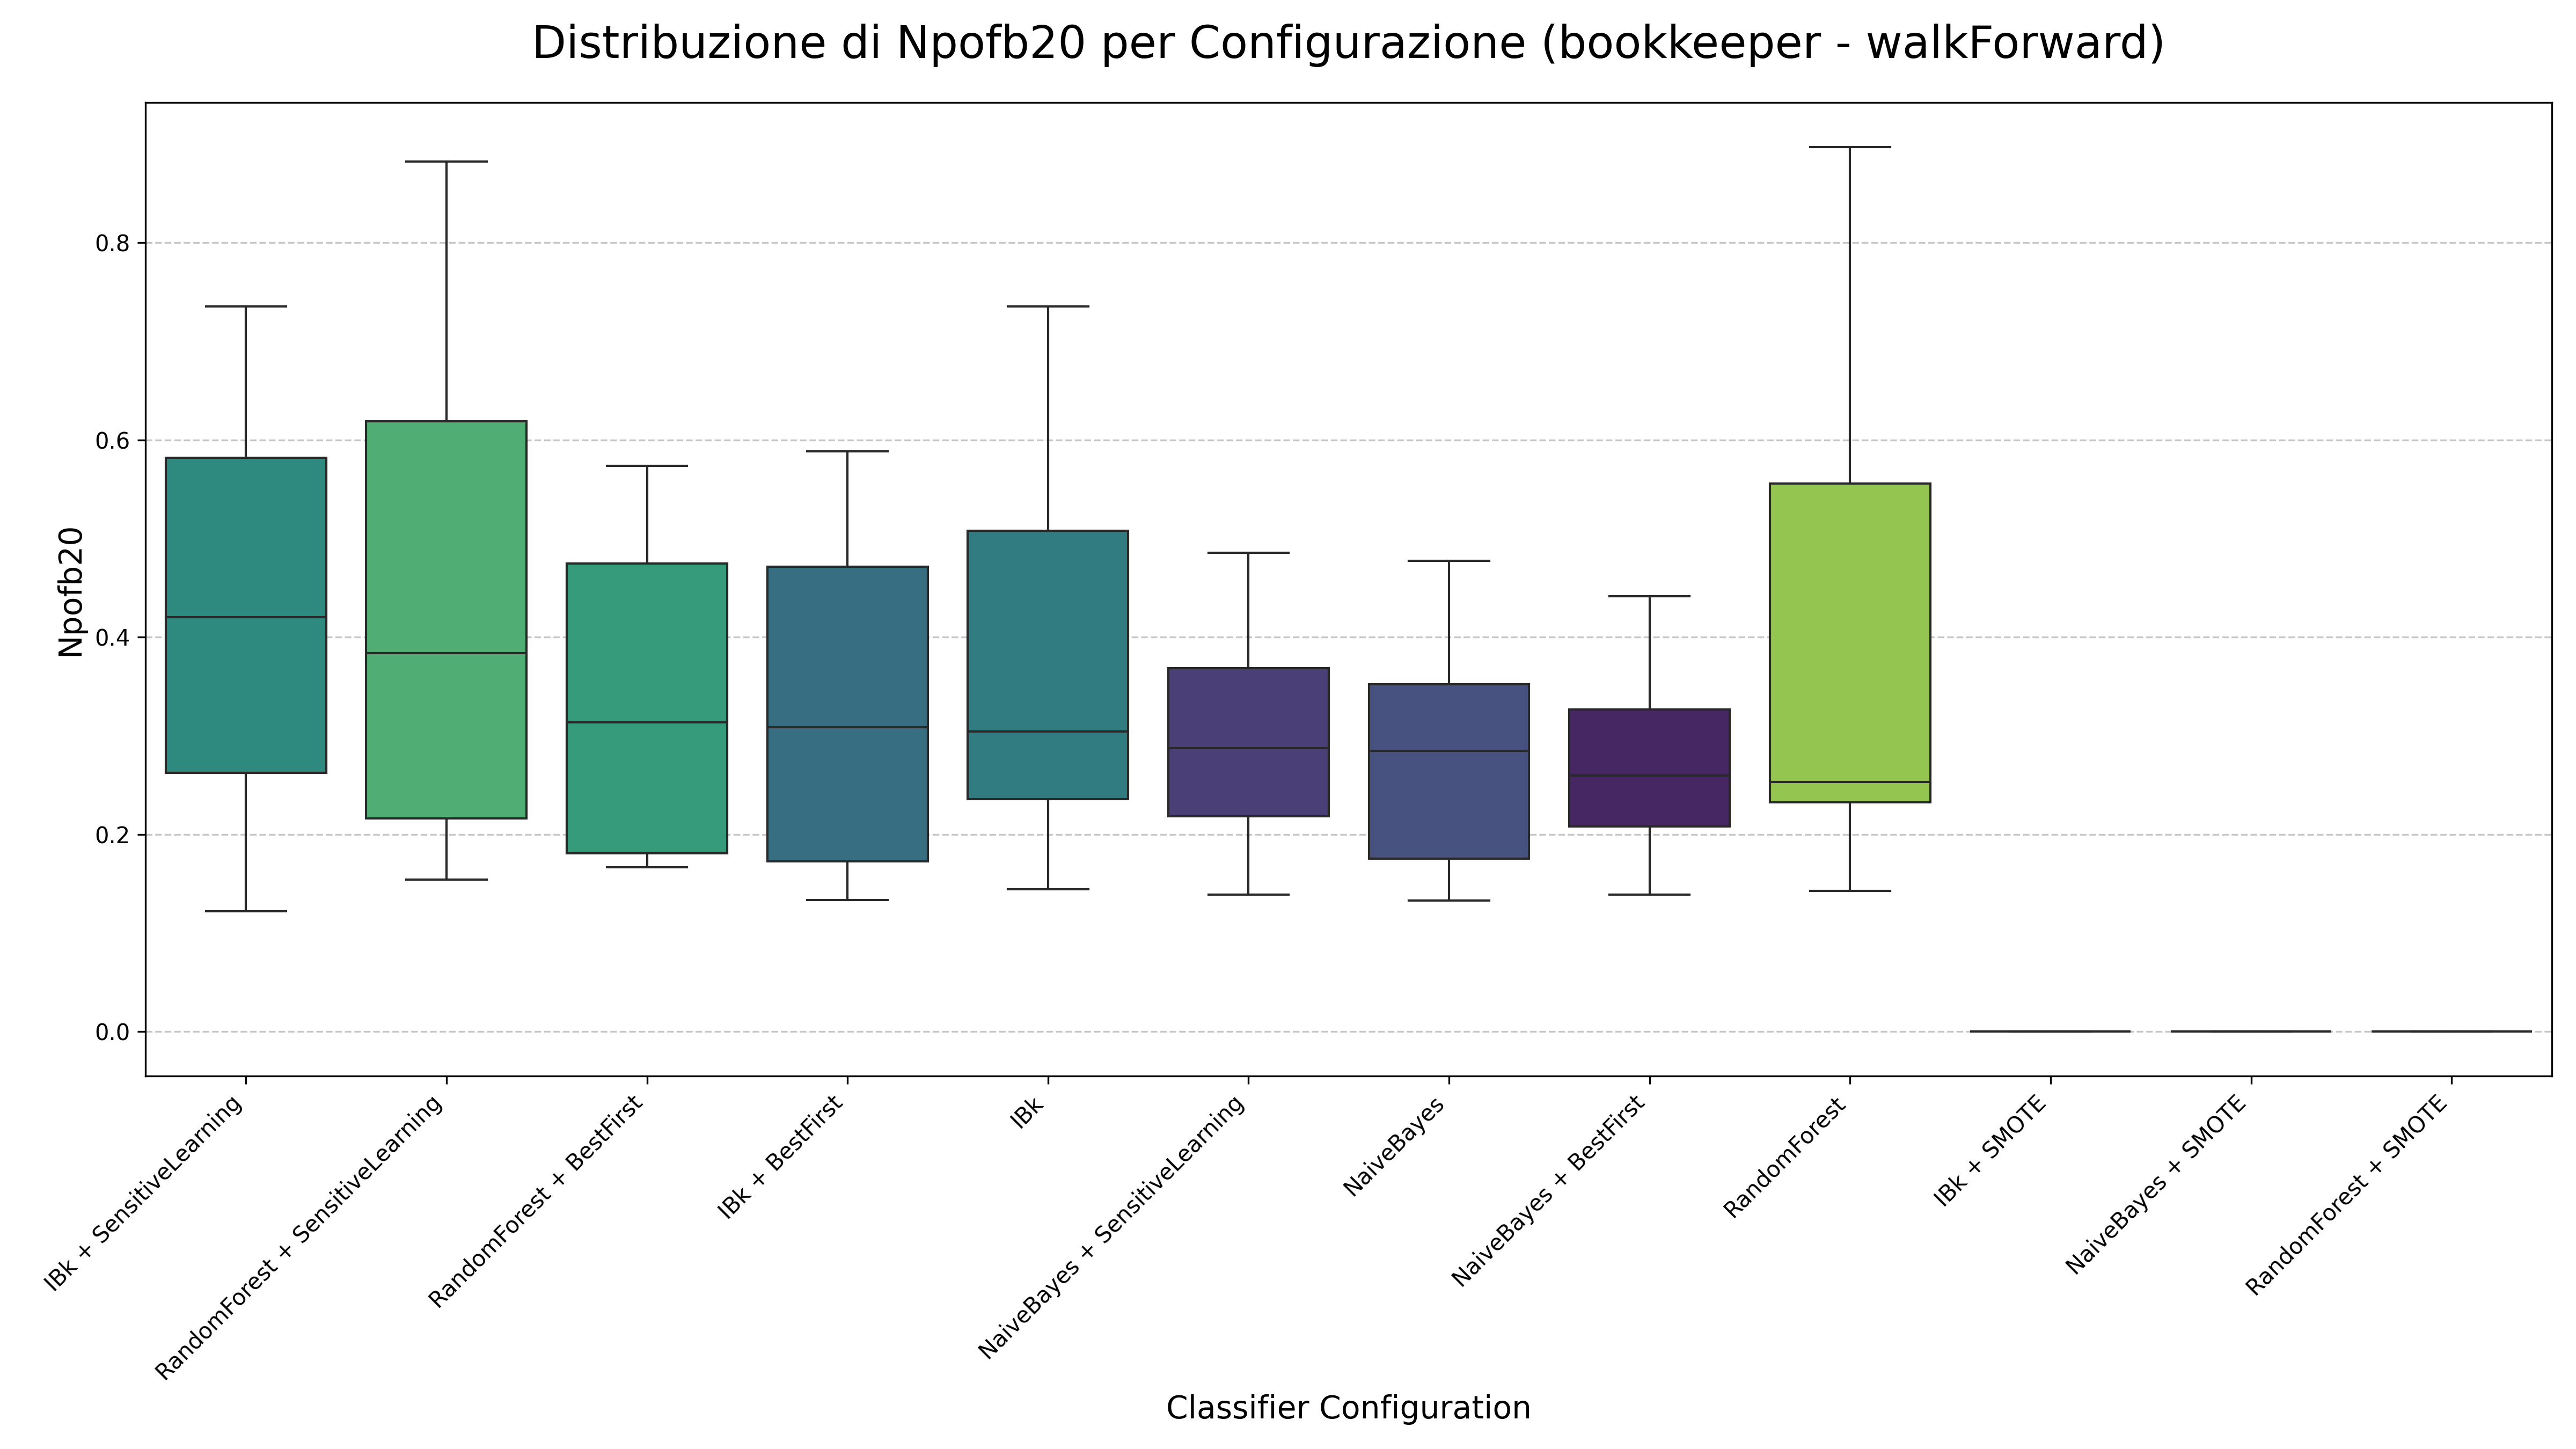 Distribuzione di Npofb20 per Configurazione (bookkeeper - walkForward)
Npofb20
0.8
0.6
0.4
0.2
0.0
IBk + SensitiveLearning
RandomForest + SensitiveLearning
RandomForest + BestFirst
IBk + BestFirst
IBk
NaiveBayes + SensitiveLearning
NaiveBayes
NaiveBayes + BestFirst
RandomForest
IBk + SMOTE
NaiveBayes + SMOTE
RandomForest + SMOTE
Classifier Configuration